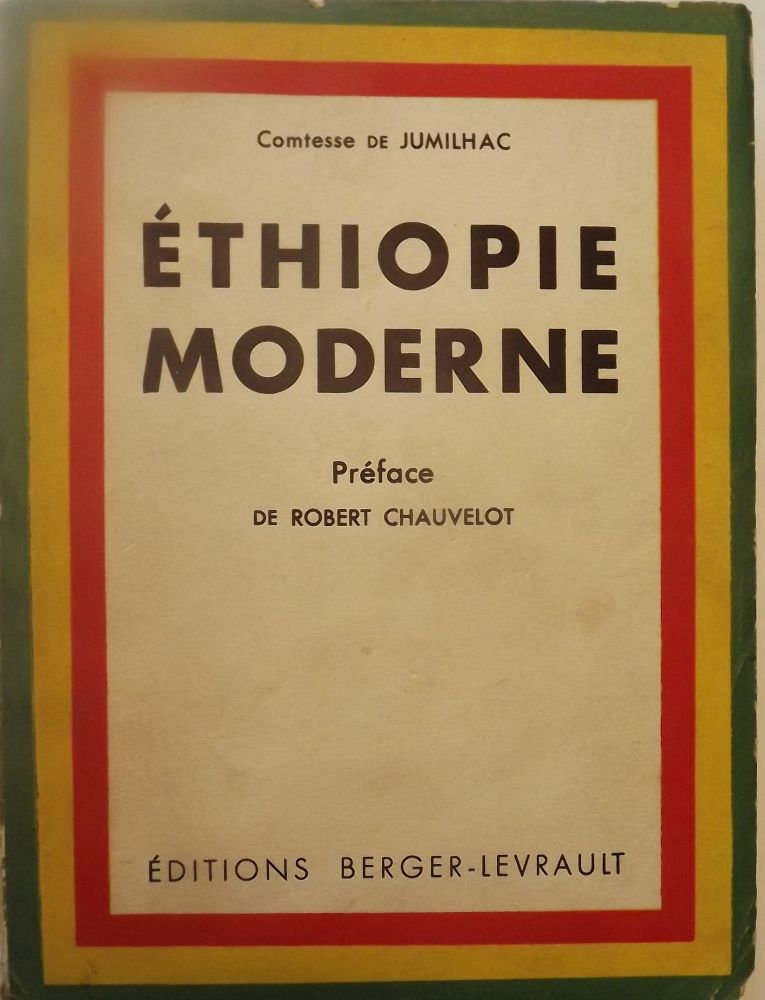 Comtesse DE JUMILHAC
ÉTHIOPIE
MODERNE
Préface
DE ROBERT CHAUVELOT
ÉDITIONS BERGER-LEVRAULT